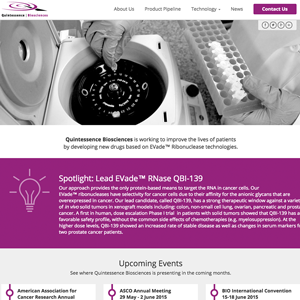 Quintessence | Biosciences
About Us
Product Pipeline
Technology
News
Contact Us
Quintessence Biosciences is working to improve the lives of patients
by developing new drugs based on EVade™ Ribonuclease technologies.
Spotlight: Lead EVade™ RNase QBI-139
Our approach provides the only protein-based means to target the RNA in cancer cells. Our
EVade™ ribonucleases have selectivity for cancer cells due to their affinity for the anionic glycans that are
overexpressed in cancer. Our lead candidate, called QBI-139, has a strong therapeutic window against a variety
of in vivo solid tumors in xenograft models including: colon, non-small cell lung, ovarian, pancreatic and prostate
cancer. A first in human, dose escalation Phase I trial in patients with solid tumors showed that QBI-139 has a
favorable safety profile, without the common side effects of chemotherapies (e.g. myelosuppression). At the
higher dose levels, QBI-139 showed an increased rate of stable disease as well as changes in serum markers for
two prostate cancer patients.
Upcoming Events
See where Quintessence Biosciences is presenting in the coming months.
American Association for
Cancer Research Annual
ASCO Annual Meeting
29 May - 2 June 2015
BIO International Convention
15-18 June 2015